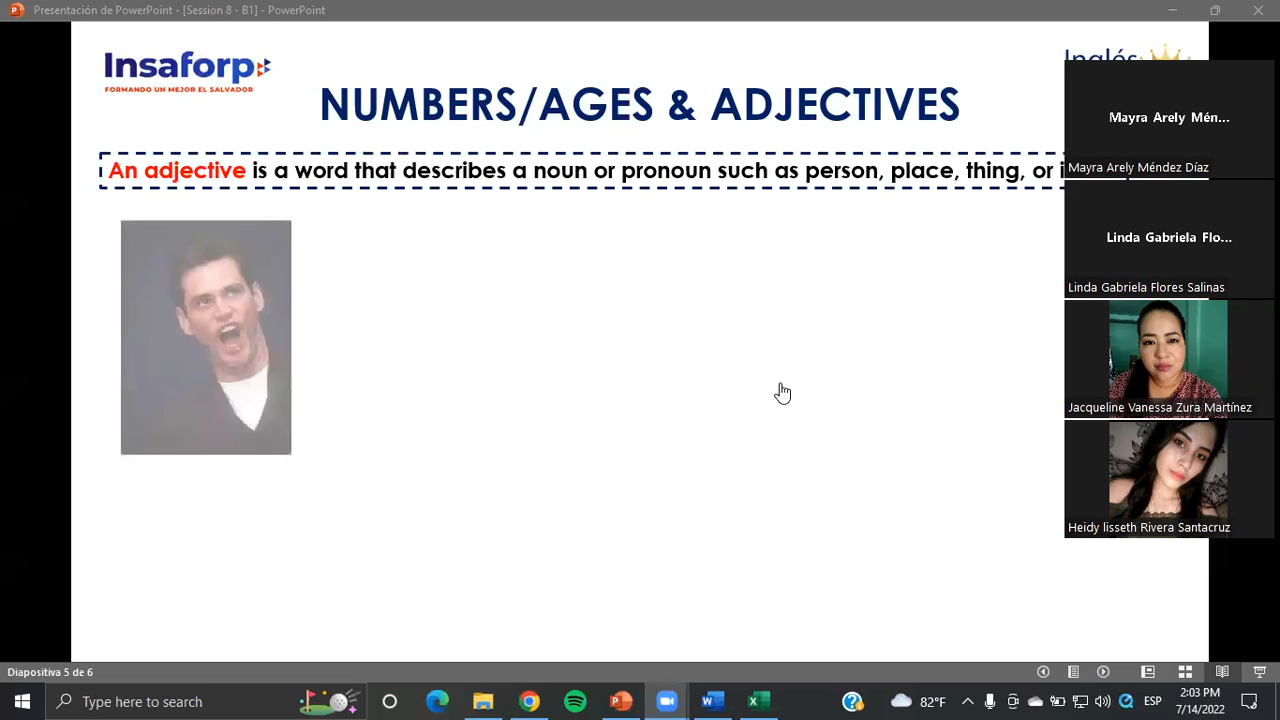 Presentación de PowerPoint - [Session 8 - B1] - PowerPoint
Insaforp
FORMANDO UN MEJOR EL SALVADOR
Inglés
NUMBERS/AGES & ADJECTIVES
An adjective is a word that describes a noun or pronoun such as person, place, thing, or
Mayra Arely Mén...
Mayra Arely Méndez Díaz
Linda Gabriela Flo...
Linda Gabriela Flores Salinas
Jacqueline Vanessa Zura Martínez
Heidy lisseth Rivera Santacruz
Diapositiva 5 de 6
Type here to search
82°F
ESP
2:03 PM
7/14/2022